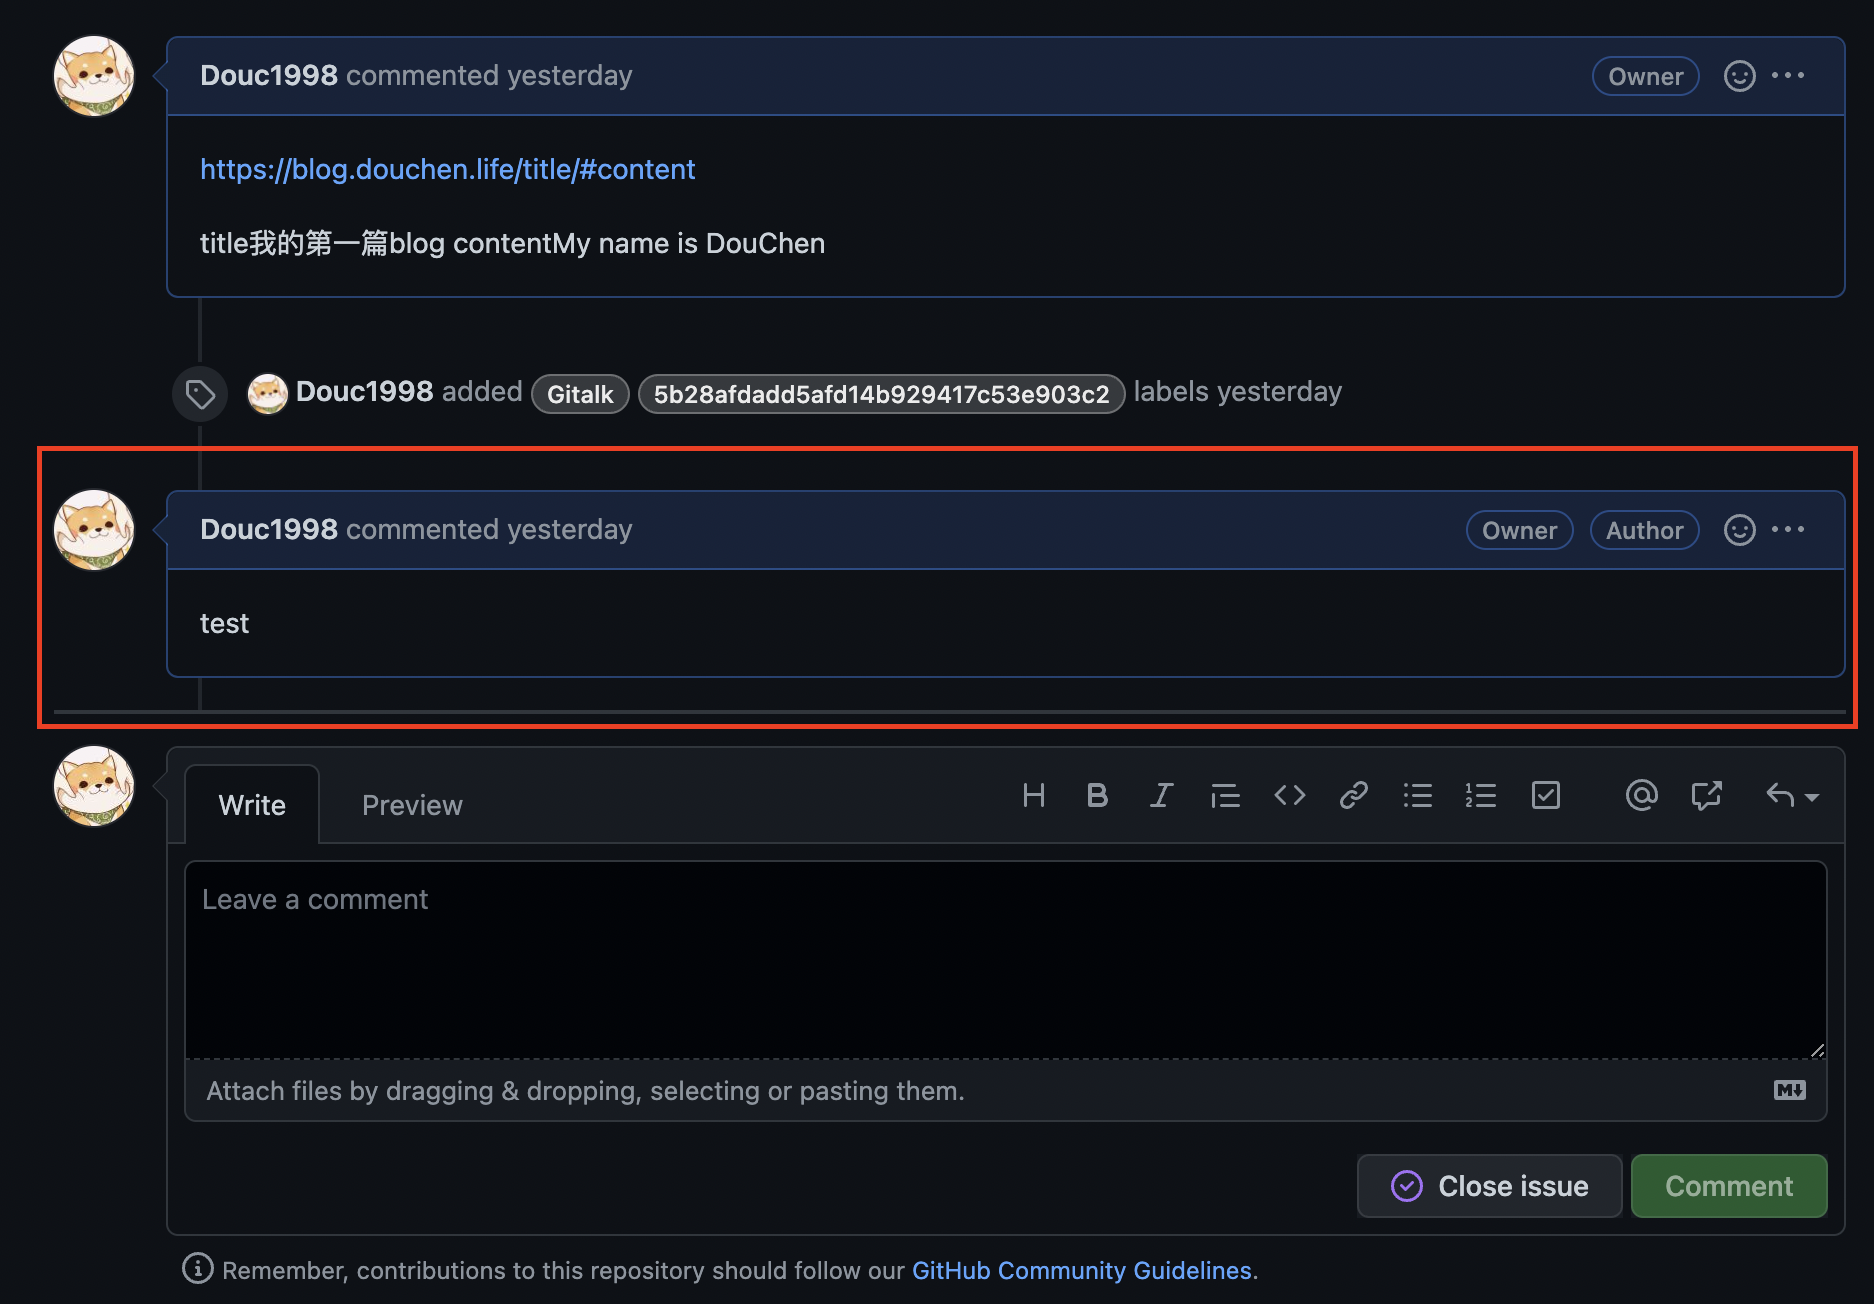 Douc1998 commented yesterday Owner
https://blog.douchen.life/title/#content
title我的第一篇blog contentMy name is DouChen
Douc1998 added Gitalk 5b28afdadd5afd14b929417c53e903c2 labels yesterday
Douc1998 commented yesterday Owner Author
test
Write Preview
Leave a comment
Attach files by dragging & dropping, selecting or pasting them.
Close issue Comment
Remember, contributions to this repository should follow our GitHub Community Guidelines.